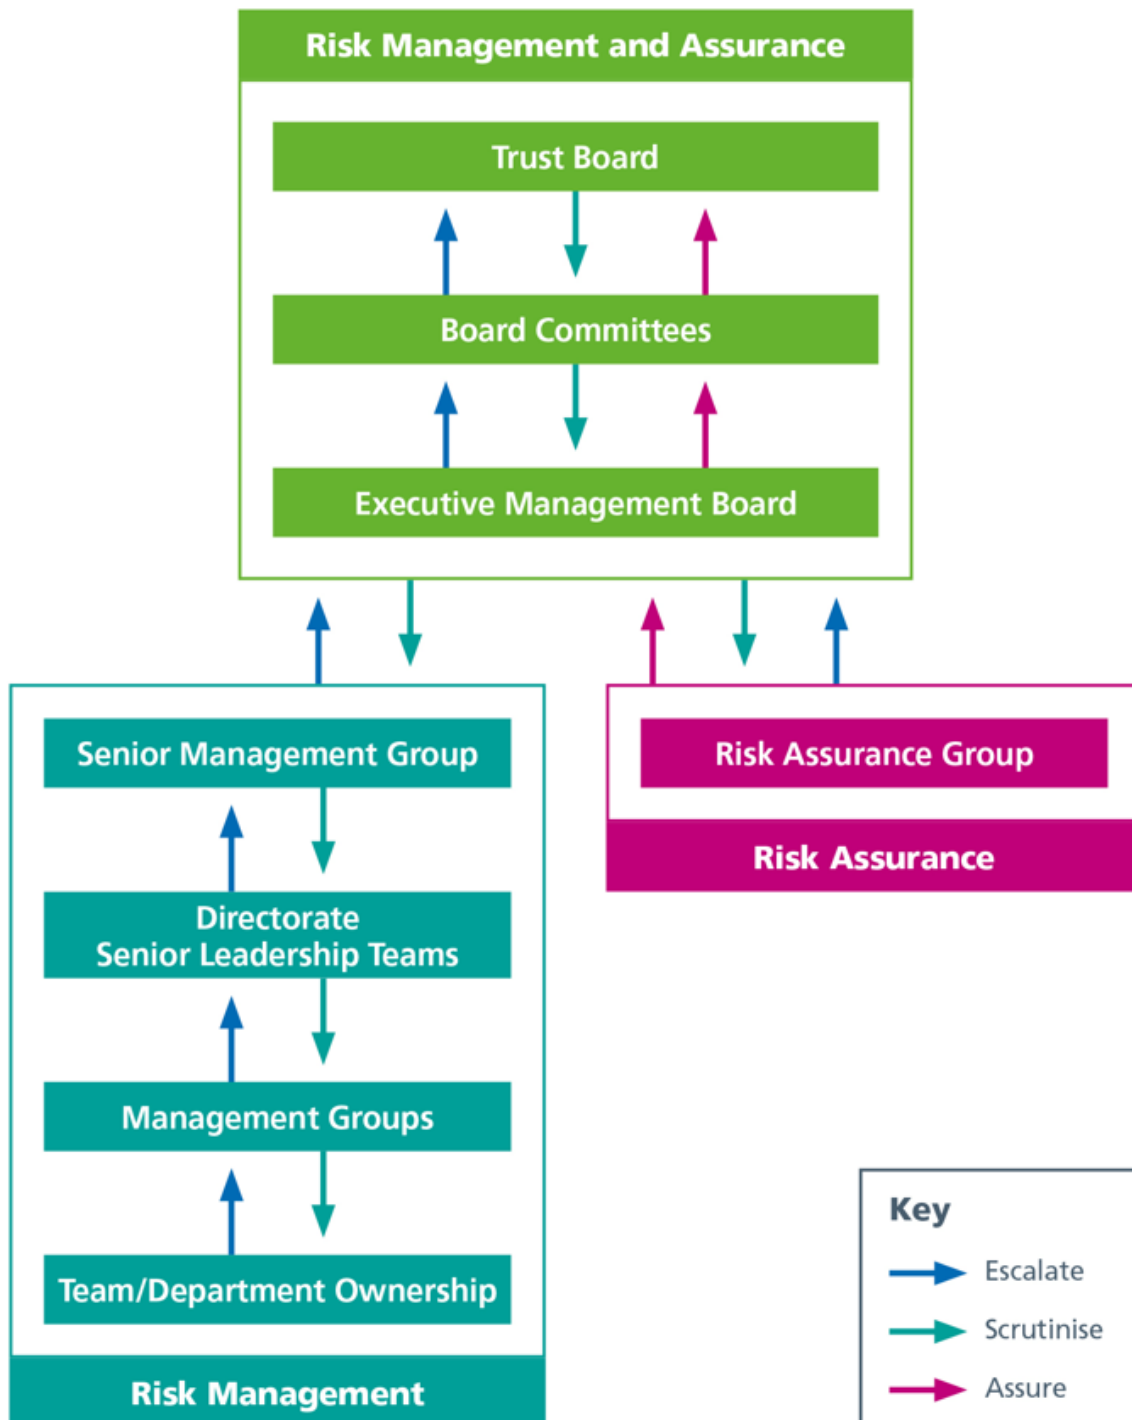 Risk Management and Assurance
Trust Board
Board Committees
Executive Management Board
Senior Management Group
Directorate
Senior Leadership Teams
Management Groups
Team/Department Ownership
Risk Management
Risk Assurance Group
Risk Assurance
Key
Escalate
Scrutinise
Assure